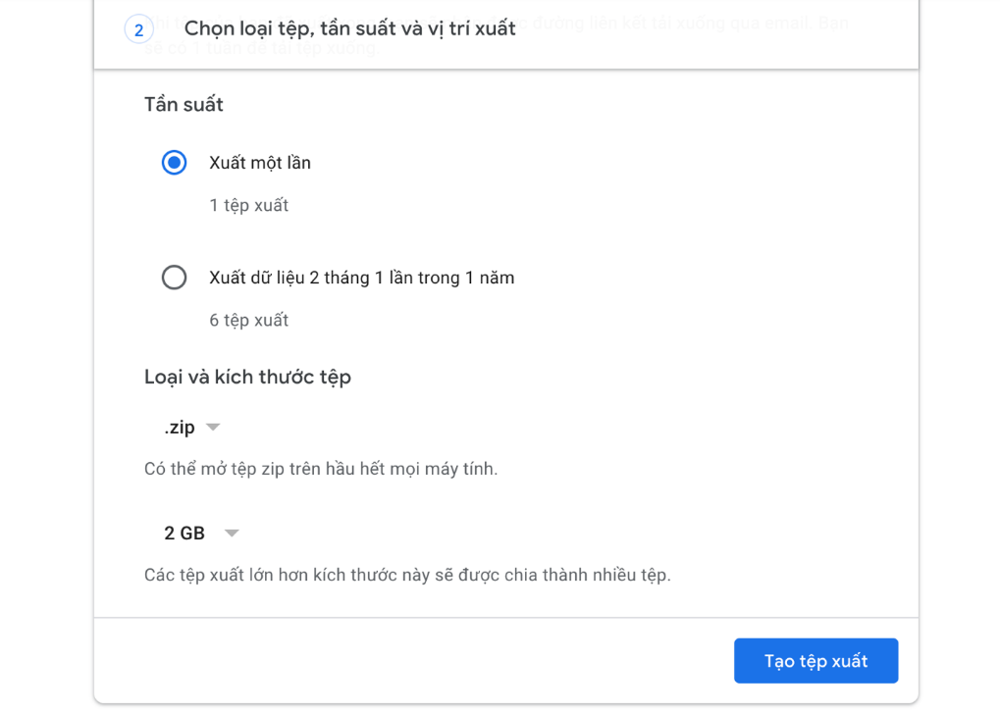 2
Chọn loại tệp, tần suất và vị trí xuất
đường liên kết tải xuống qua email. Bạn
sẽ có 1 tuần để tải tệp xuống.
Tần suất
Xuất một lần
1 tệp xuất
Xuất dữ liệu 2 tháng 1 lần trong 1 năm
6 tệp xuất
Loại và kích thước tệp
.zip
Có thể mở tệp zip trên hầu hết mọi máy tính.
2 GB
Các tệp xuất lớn hơn kích thước này sẽ được chia thành nhiều tệp.
Tạo tệp xuất